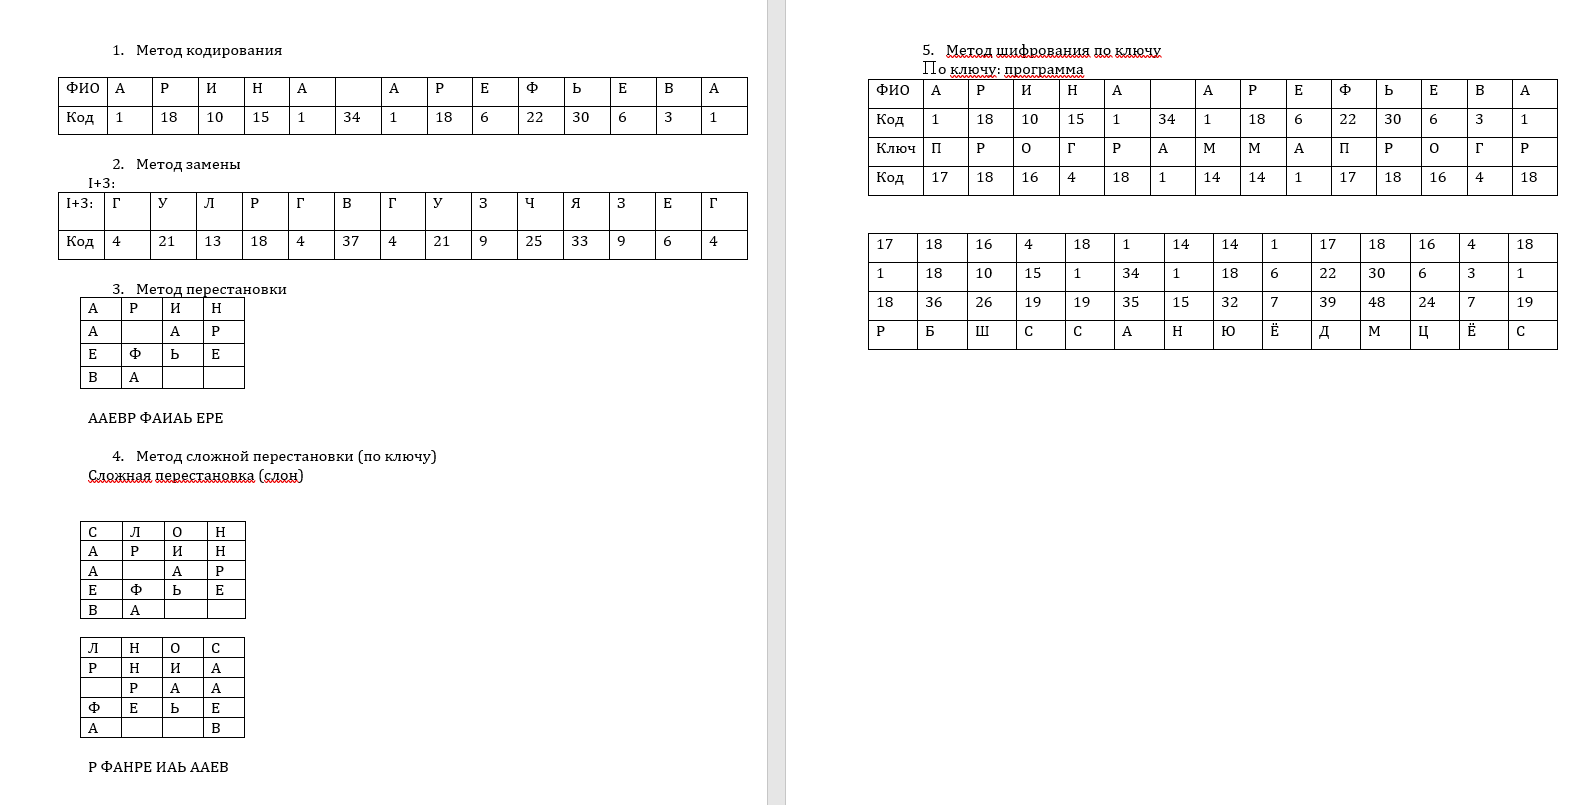 1. Метод кодирования
ФИО А Р И Н А А Р Е Ф Ь Е В А
Код 1 18 10 15 1 34 1 18 6 22 30 6 3 1
2. Метод замены
I+3:
I+3: Г У Л Р Г В Г У З Ч Я З Е Г
Код 4 21 13 18 4 37 4 21 9 25 33 9 6 4
3. Метод перестановки
А Р И Н
А А Р
Е Ф Ь Е
В А
ААЕВР ФАИАЬ ЕРЕ
4. Метод сложной перестановки (по ключу)
Сложная перестановка (слон)
С Л О Н
А Р И Н
А А Р
Е Ф Ь Е
В А
Л Н О С
Р Н И А
Р А А
Ф Е Ь Е
А В
Р ФАНРЕ ИАЬ ААЕВ
5. Метод шифрования по ключу
По ключу: программа
ФИО А Р И Н А А Р Е Ф Ь Е В А
Код 1 18 10 15 1 34 1 18 6 22 30 6 3 1
Ключ П Р О Г Р А М М А П Р О Г Р
Код 17 18 16 4 18 1 14 14 1 17 18 16 4 18
17 18 16 4 18 1 14 14 1 17 18 16 4 18
1 18 10 15 1 34 1 18 6 22 30 6 3 1
18 36 26 19 19 35 15 32 7 39 48 24 7 19
Р Б Ш С С А Н Ю Ё Д М Ц Ё С